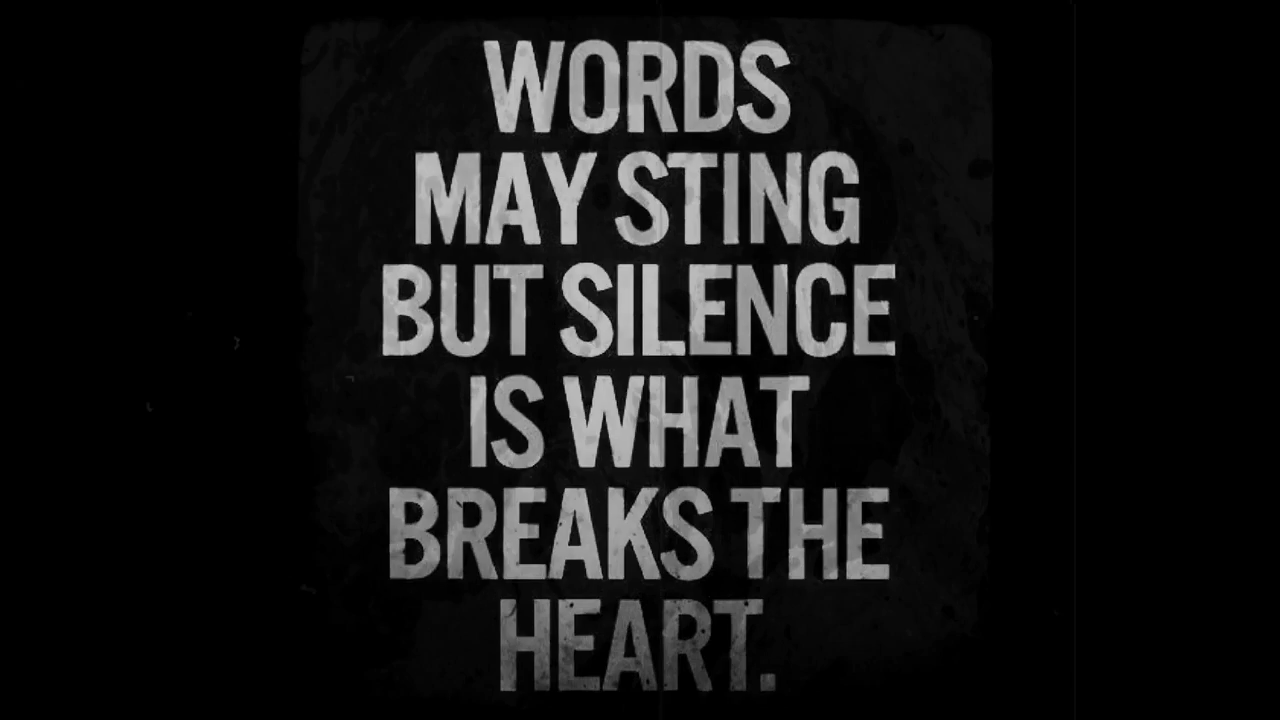 WORDS
MAY STING
BUT SILENCE
IS WHAT
BREAKS THE
HEART.